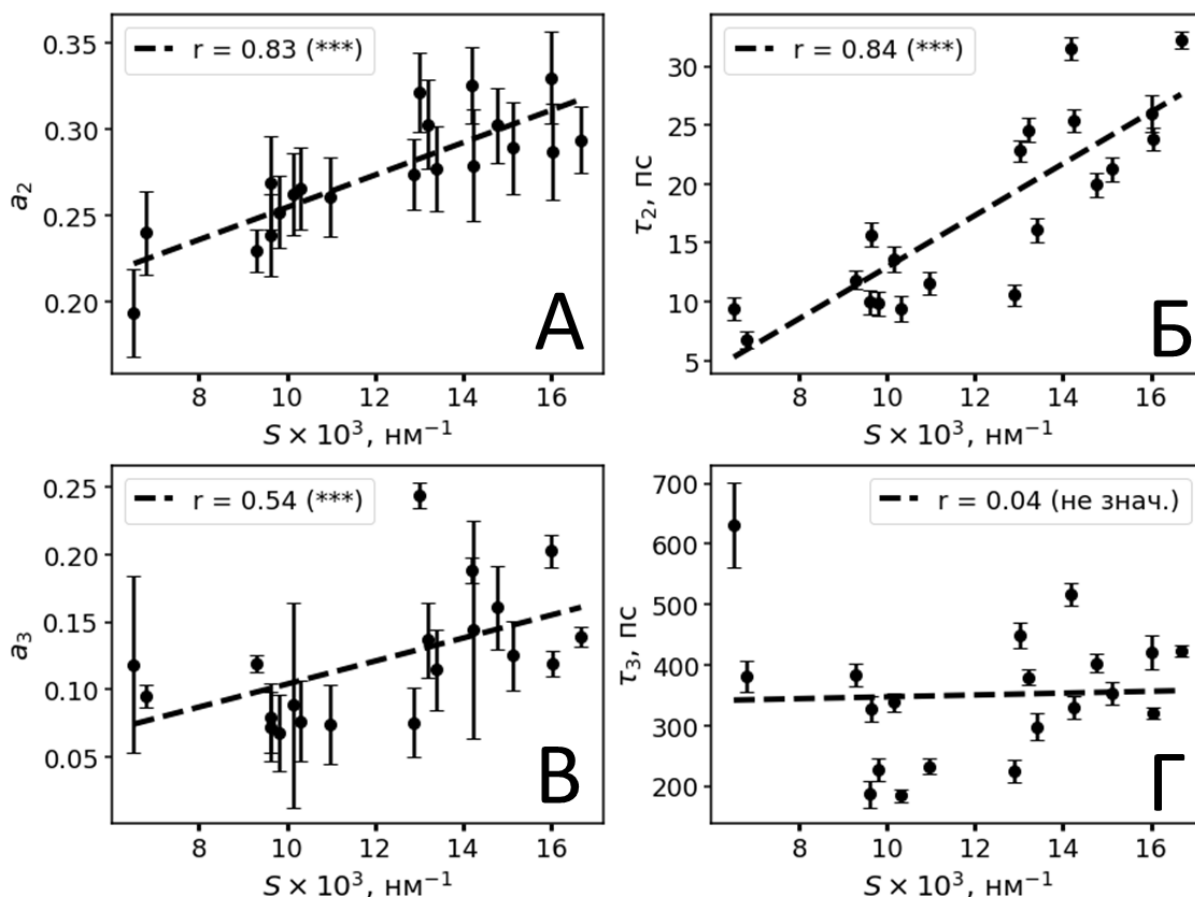 r = 0.83 (***)
a₂
0.35
0.30
0.25
0.20
А
8 10 12 14 16
S × 10³, нм⁻¹
r = 0.84 (***)
τ₂, пс
30
25
20
15
10
5
Б
8 10 12 14 16
S × 10³, нм⁻¹
r = 0.54 (***)
a₃
0.25
0.20
0.15
0.10
0.05
В
8 10 12 14 16
S × 10³, нм⁻¹
r = 0.04 (не знач.)
τ₃, пс
700
600
500
400
300
200
Г
8 10 12 14 16
S × 10³, нм⁻¹